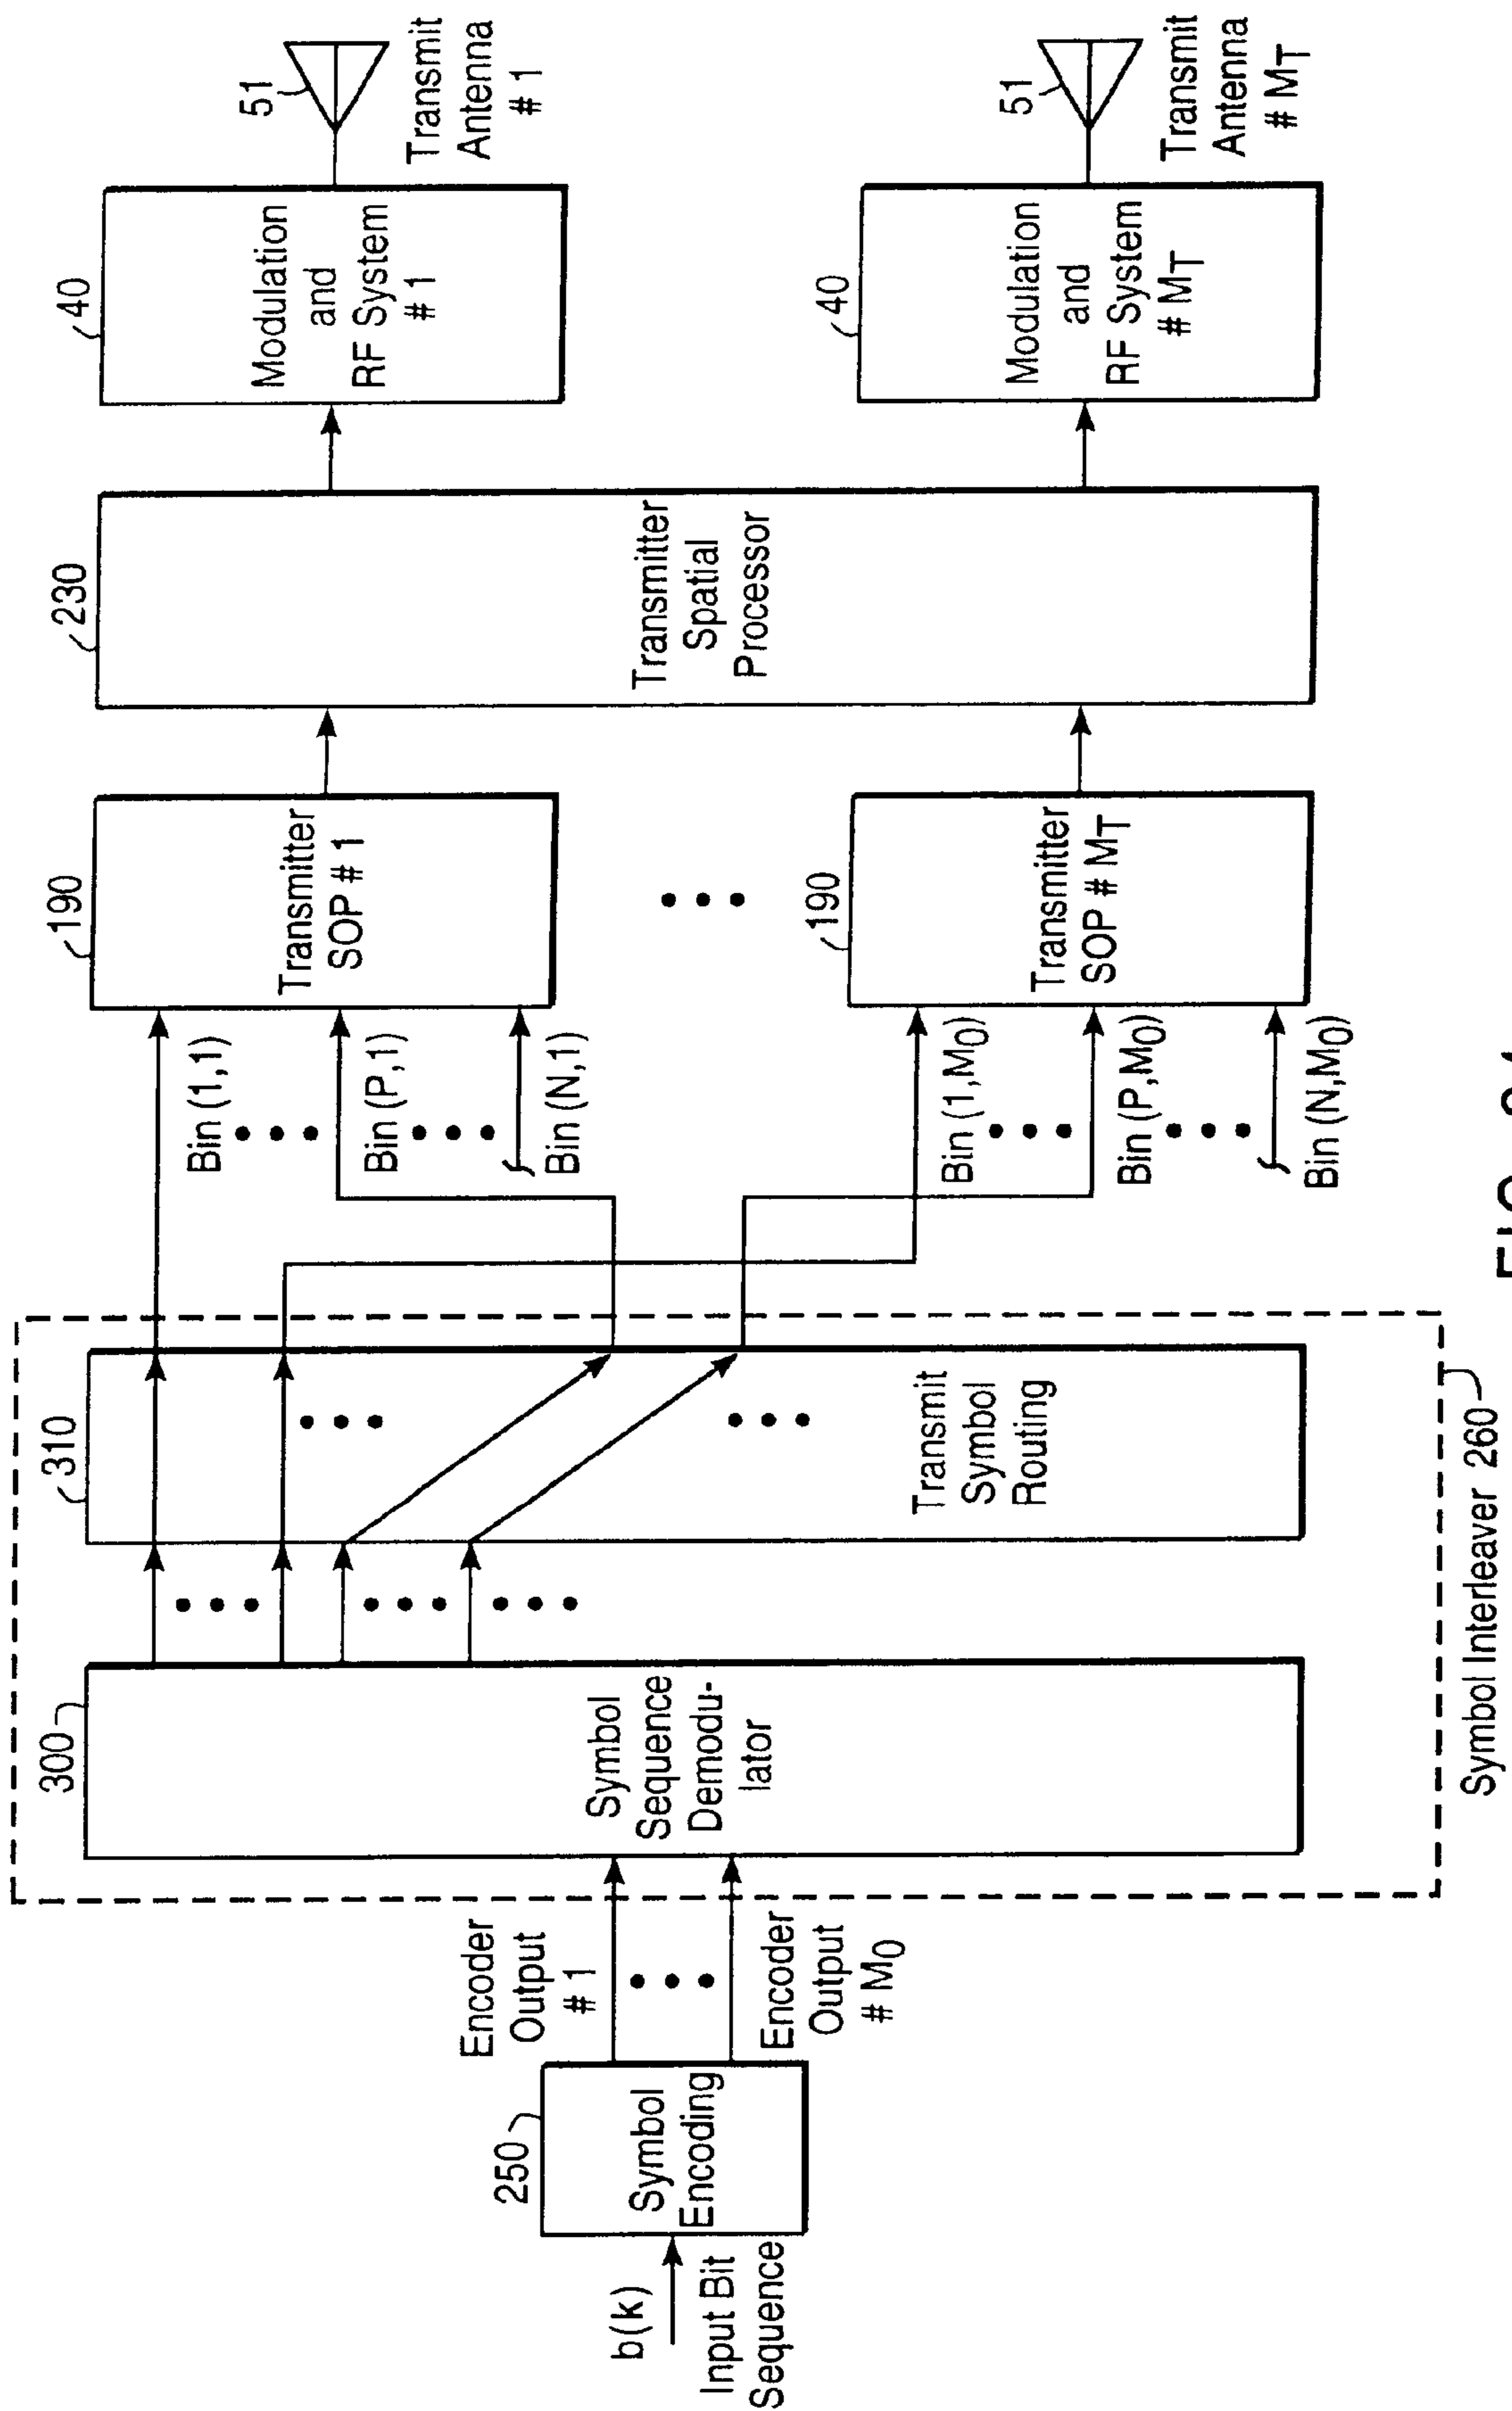 b(k)
Input Bit
Sequence
250
Symbol
Encoding
Encoder
Output
# 1
Encoder
Output
# M0
300
Symbol
Sequence
Demodu-
lator
310
Transmit
Symbol
Routing
Symbol Interleaver 260
Bin (1,1)
Bin (P,1)
Bin (N,1)
Bin (1,M0)
Bin (P,M0)
Bin (N,M0)
190
Transmitter
SOP # 1
190
Transmitter
SOP # MT
230
Transmitter
Spatial
Processor
40
Modulation
and
RF System
# 1
40
Modulation
and
RF System
# MT
51
Transmit
Antenna
# 1
51
Transmit
Antenna
# MT